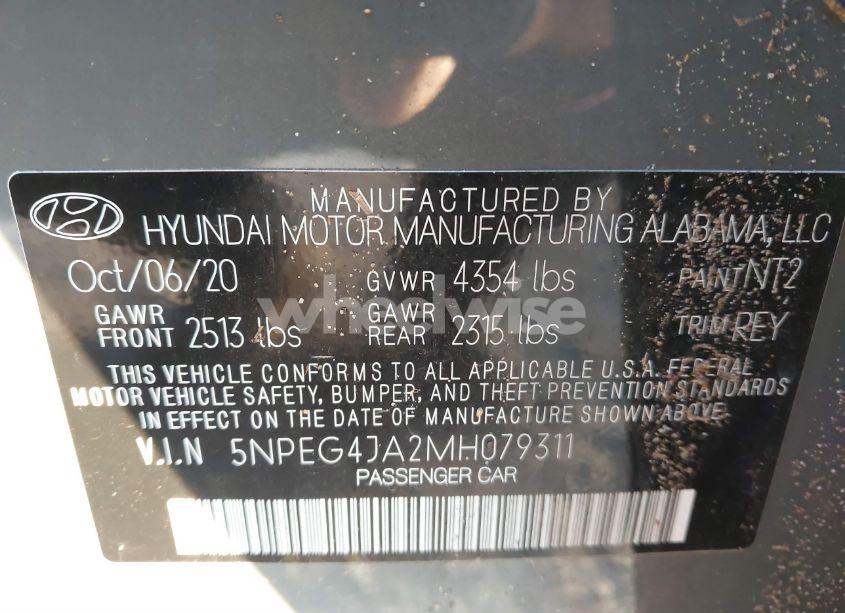 MANUFACTURED BY
HYUNDAI MOTOR MANUFACTURING ALABAMA, LLC
Oct/06/20 GVWR 4354 lbs PAINT NT2
GAWR FRONT 2513 lbs GAWR REAR 2315 lbs TRIM REY
wheelwise
THIS VEHICLE CONFORMS TO ALL APPLICABLE U.S.A. FEDERAL
MOTOR VEHICLE SAFETY, BUMPER, AND THEFT PREVENTION STANDARDS
IN EFFECT ON THE DATE OF MANUFACTURE SHOWN ABOVE.
V.I.N 5NPEG4JA2MH079311
PASSENGER CAR